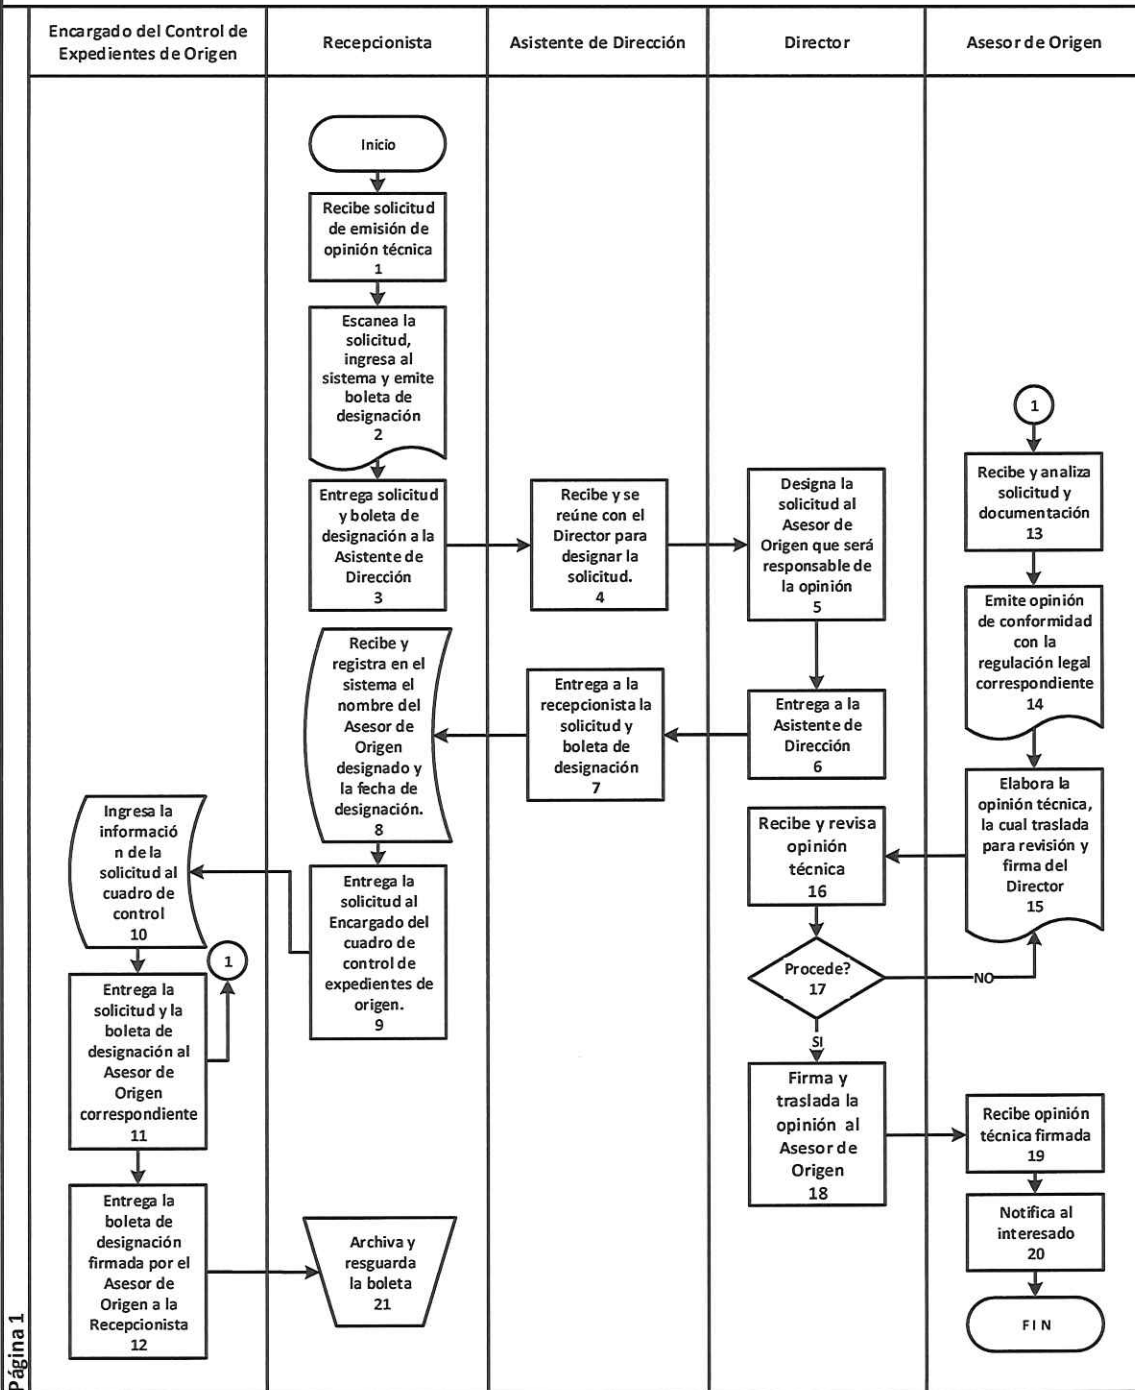 Encargado del Control de
Expedientes de Origen
Recepcionista
Asistente de Dirección
Director
Asesor de Origen
Inicio
Recibe solicitud
de emisión de
opinión técnica
1
Escanea la
solicitud,
ingresa al
sistema y emite
boleta de
designación
2
Entrega solicitud
y boleta de
designación a la
Asistente de
Dirección
3
Recibe y se
reúne con el
Director para
designar la
solicitud.
4
Designa la
solicitud al
Asesor de
Origen que será
responsable de
la opinión
5
Entrega a la
Asistente de
Dirección
6
Entrega a la
recepcionista la
solicitud y
boleta de
designación
7
Recibe y
registra en el
sistema el
nombre del
Asesor de
Origen
designado y
la fecha de
designación.
8
Entrega la
solicitud al
Encargado del
cuadro de
control de
expedientes de
origen.
9
Ingresa la
informació
n de la
solicitud al
cuadro de
control
10
1
Entrega la
solicitud y la
boleta de
designación al
Asesor de
Origen
correspondiente
11
Entrega la
boleta de
designación
firmada por el
Asesor de
Origen a la
Recepcionista
12
Archiva y
resguarda
la boleta
21
1
Recibe y analiza
solicitud y
documentación
13
Emite opinión
de conformidad
con la
regulación legal
correspondiente
14
Elabora la
opinión técnica,
la cual traslada
para revisión y
firma del
Director
15
Recibe y revisa
opinión
técnica
16
Procede?
17
NO
SI
Firma y
traslada la
opinión al
Asesor de
Origen
18
Recibe opinión
técnica firmada
19
Notifica al
interesado
20
FIN
Página 1